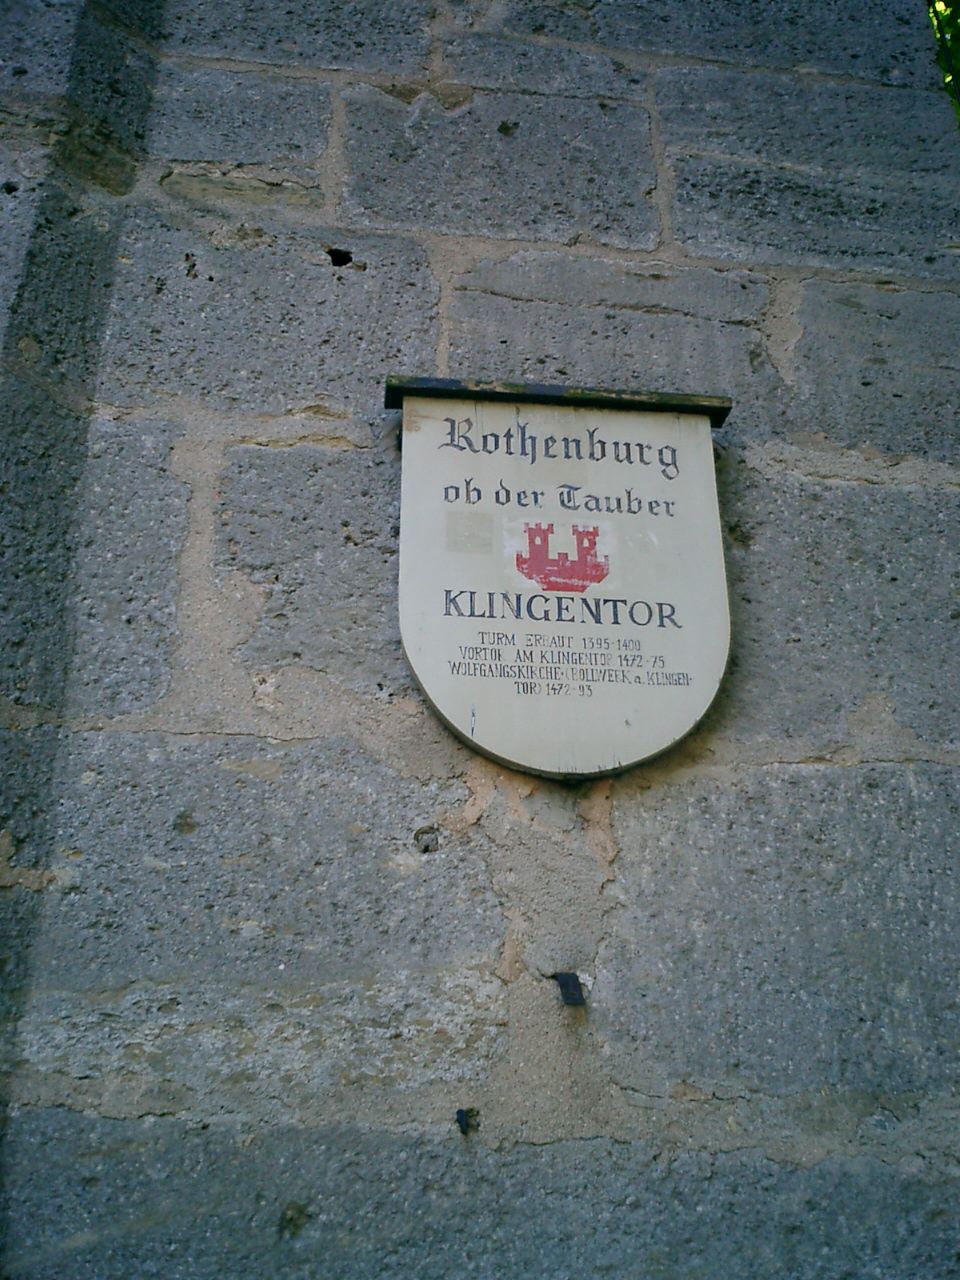 Rothenburg
ob der Tauber
KLINGENTOR
TURM ERBAUT 1395-1400
VORTOR AM KLINGENTOR 1472-75
WOLFGANGSKIRCHE-(BOLLWERK a. KLINGEN
TOR) 1472-93